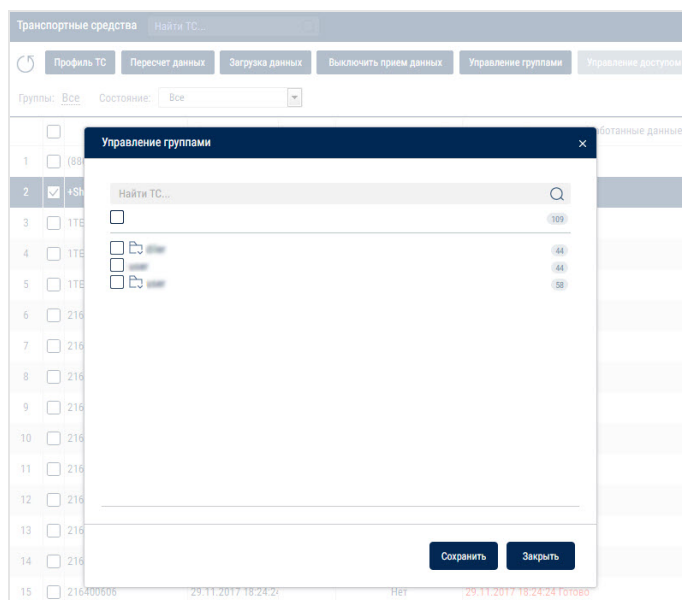 Транспортные средства Найти ТС...
Профиль ТС Пересчет данных Загрузка данных Выключить прием данных Управление группами Управление доступом
Группы: Все Состояние: Все
ботанные данные
Управление группами ×
1 (88
2 +Sh
Найти ТС...
3 1TE
109
4 1TE
44
44
5 1TE
58
6 216
7 216
8 216
9 216
10 216
11 216
12 216
13 216
14 216
Сохранить Закрыть
15 216400606 29.11.2017 18:24:24 Нет 29.11.2017 18:24:24 Готово